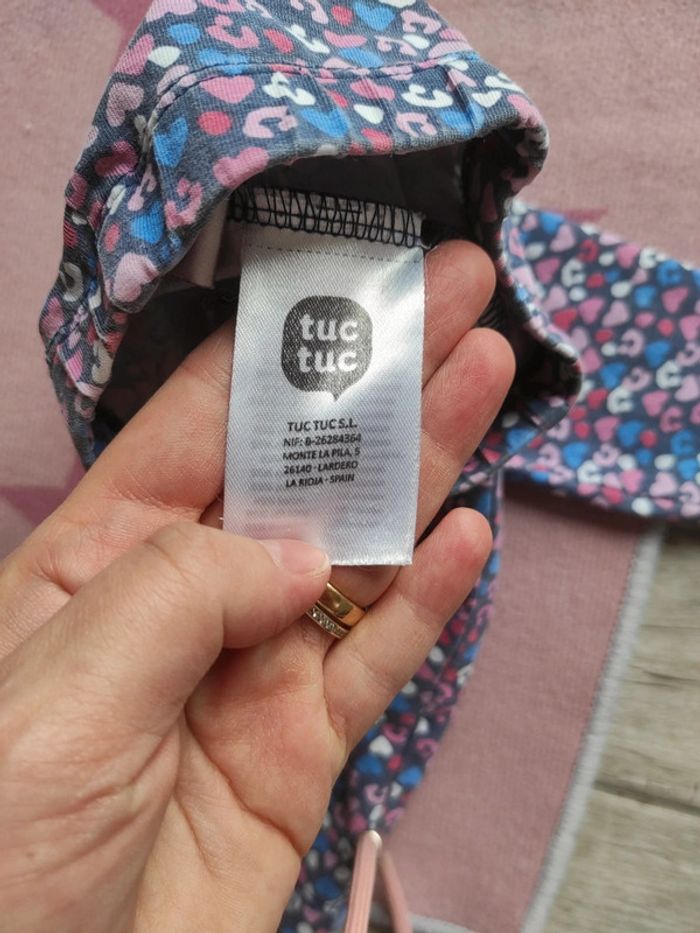 tuc
tuc
TUC TUC S.L.
NIF: B-26284364
MONTE LA PILA, 5
26140 · LARDERO
LA RIOJA · SPAIN